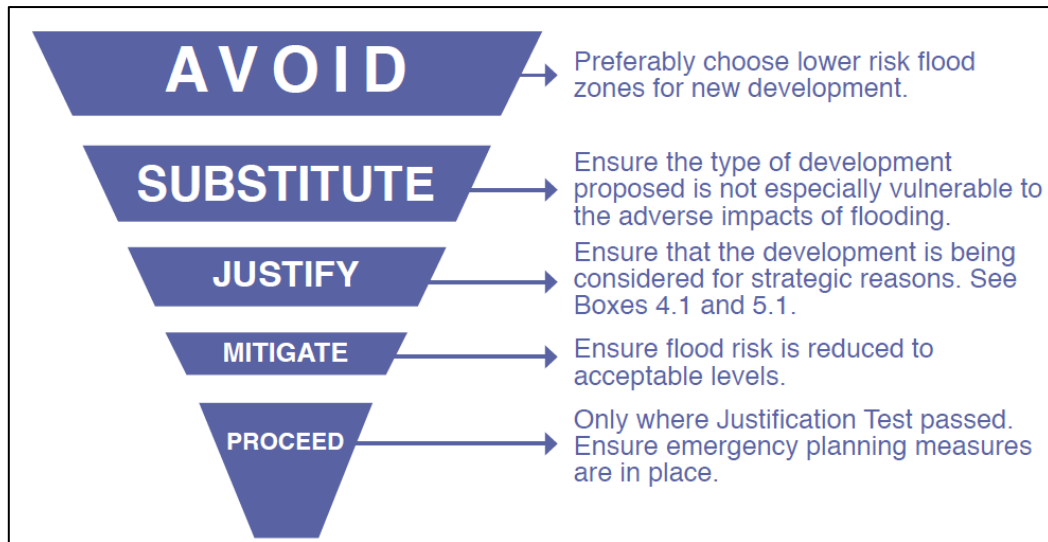 AVOID
Preferably choose lower risk flood
zones for new development.
SUBSTITUTE
Ensure the type of development
proposed is not especially vulnerable to
the adverse impacts of flooding.
JUSTIFY
Ensure that the development is being
considered for strategic reasons. See
Boxes 4.1 and 5.1.
MITIGATE
Ensure flood risk is reduced to
acceptable levels.
PROCEED
Only where Justification Test passed.
Ensure emergency planning measures
are in place.